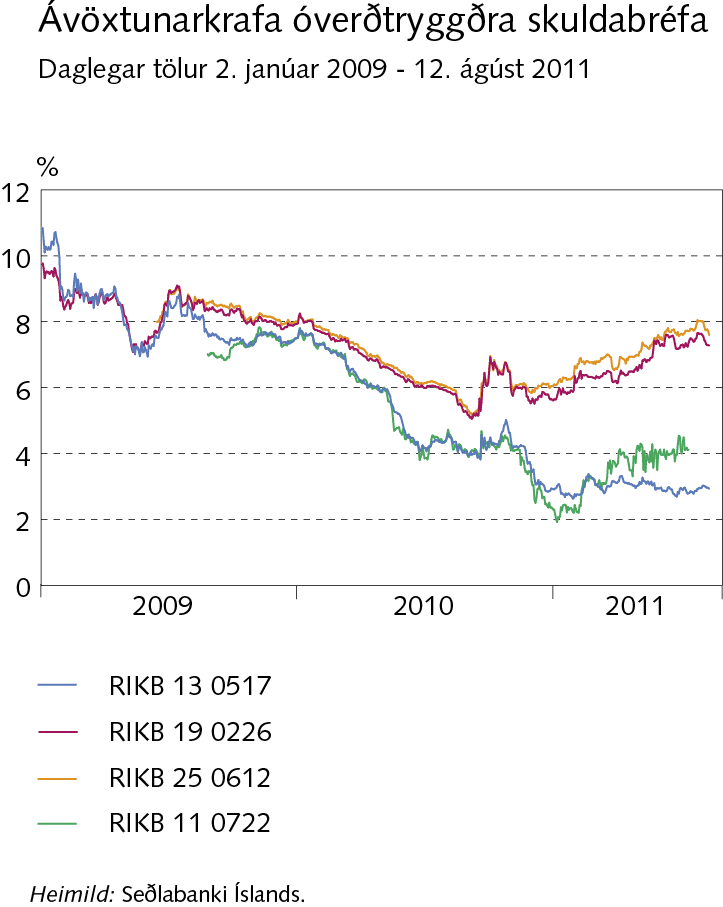 Ávöxtunarkrafa óverðtryggðra skuldabréfa
Daglegar tölur 2. janúar 2009 - 12. ágúst 2011
%
12
10
8
6
4
2
0
2009 2010 2011
RIKB 13 0517
RIKB 19 0226
RIKB 25 0612
RIKB 11 0722
Heimild: Seðlabanki Íslands.